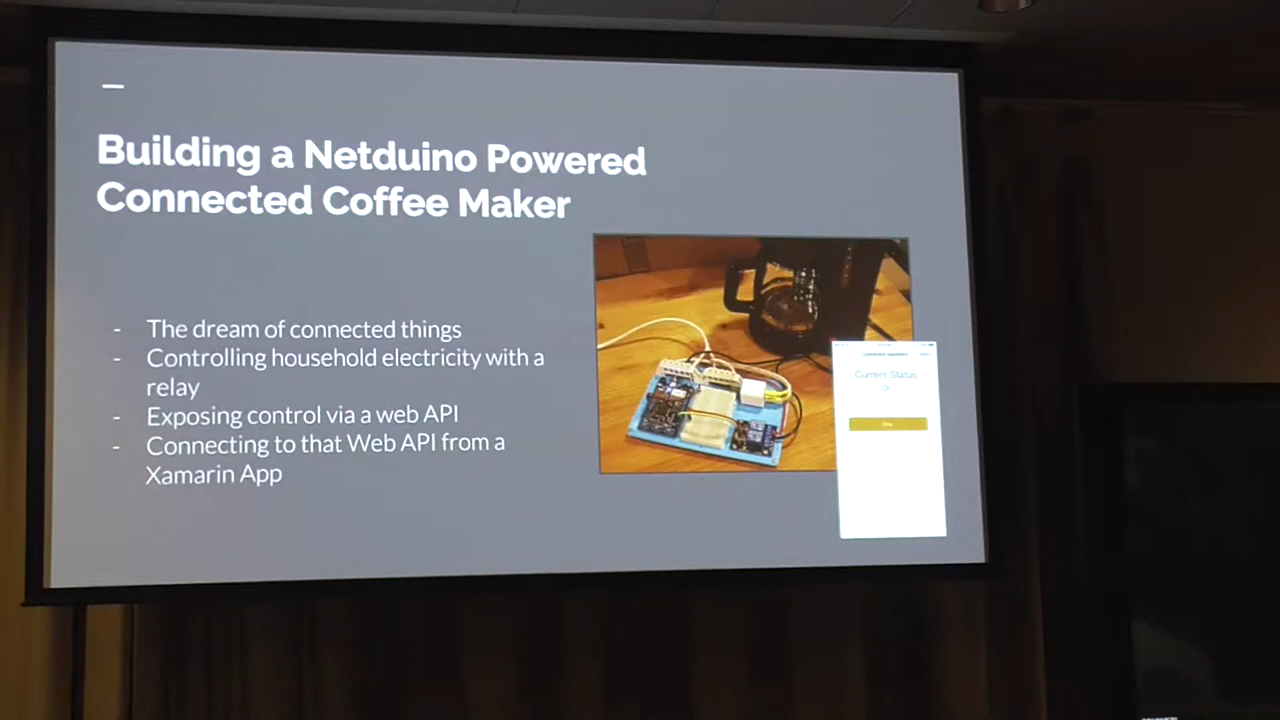 Building a Netduino Powered
Connected Coffee Maker
- The dream of connected things
- Controlling household electricity with a
relay
- Exposing control via a web API
- Connecting to that Web API from a
Xamarin App
Current Status